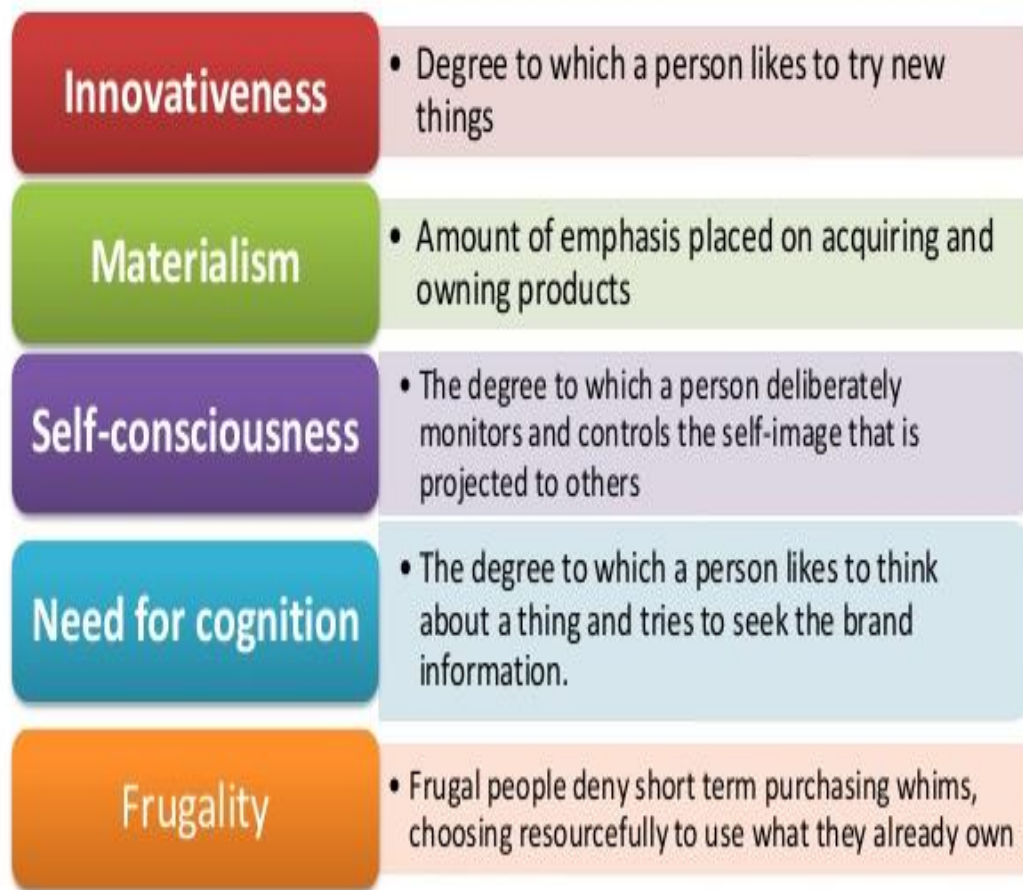 Innovativeness
• Degree to which a person likes to try new
things
Materialism
• Amount of emphasis placed on acquiring and
owning products
Self-consciousness
• The degree to which a person deliberately
monitors and controls the self-image that is
projected to others
Need for cognition
• The degree to which a person likes to think
about a thing and tries to seek the brand
information.
Frugality
• Frugal people deny short term purchasing whims,
choosing resourcefully to use what they already own